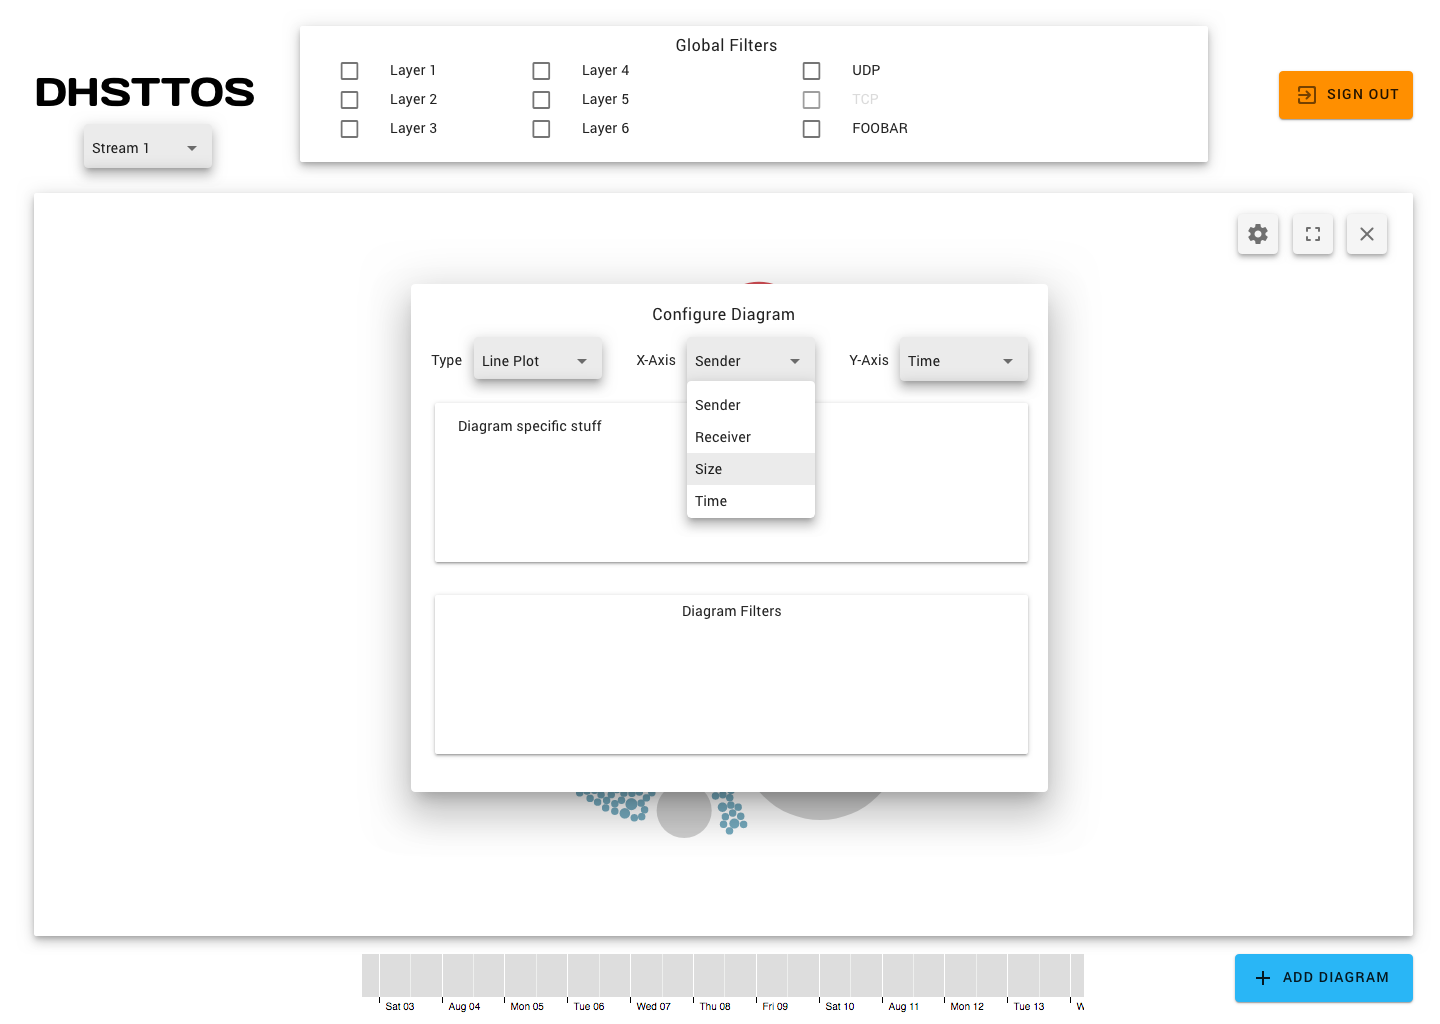 Global Filters
Layer 1 Layer 4 UDP
Layer 2 Layer 5 TCP
Layer 3 Layer 6 FOOBAR
DHSTTOS
Stream 1
SIGN OUT
Configure Diagram
Type Line Plot X-Axis Sender Y-Axis Time
Sender
Receiver
Size
Time
Diagram specific stuff
Diagram Filters
Sat 03 Aug 04 Mon 05 Tue 06 Wed 07 Thu 08 Fri 09 Sat 10 Aug 11 Mon 12 Tue 13 W
ADD DIAGRAM